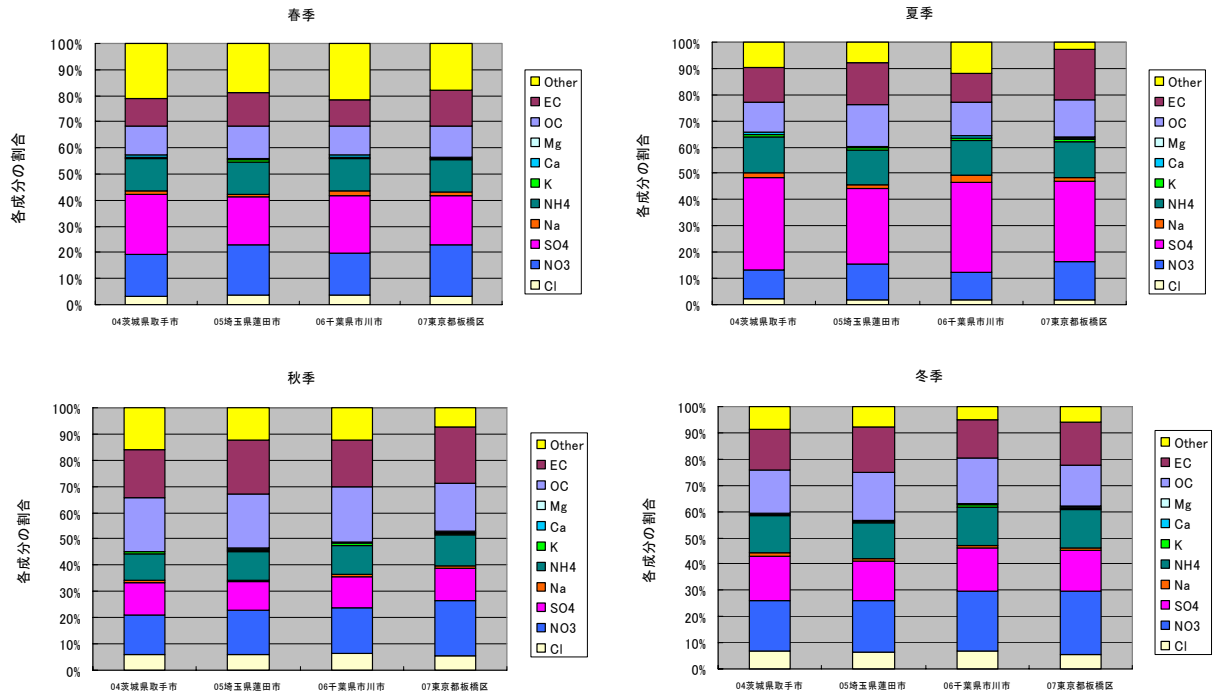 春季
各成分の割合
100%
90%
80%
70%
60%
50%
40%
30%
20%
10%
0%
04茨城県取手市 05埼玉県蓮田市 06千葉県市川市 07東京都板橋区
Other
EC
OC
Mg
Ca
K
NH4
Na
SO4
NO3
Cl
夏季
各成分の割合
100%
90%
80%
70%
60%
50%
40%
30%
20%
10%
0%
04茨城県取手市 05埼玉県蓮田市 06千葉県市川市 07東京都板橋区
Other
EC
OC
Mg
Ca
K
NH4
Na
SO4
NO3
Cl
秋季
各成分の割合
100%
90%
80%
70%
60%
50%
40%
30%
20%
10%
0%
04茨城県取手市 05埼玉県蓮田市 06千葉県市川市 07東京都板橋区
Other
EC
OC
Mg
Ca
K
NH4
Na
SO4
NO3
Cl
冬季
各成分の割合
100%
90%
80%
70%
60%
50%
40%
30%
20%
10%
0%
04茨城県取手市 05埼玉県蓮田市 06千葉県市川市 07東京都板橋区
Other
EC
OC
Mg
Ca
K
NH4
Na
SO4
NO3
Cl